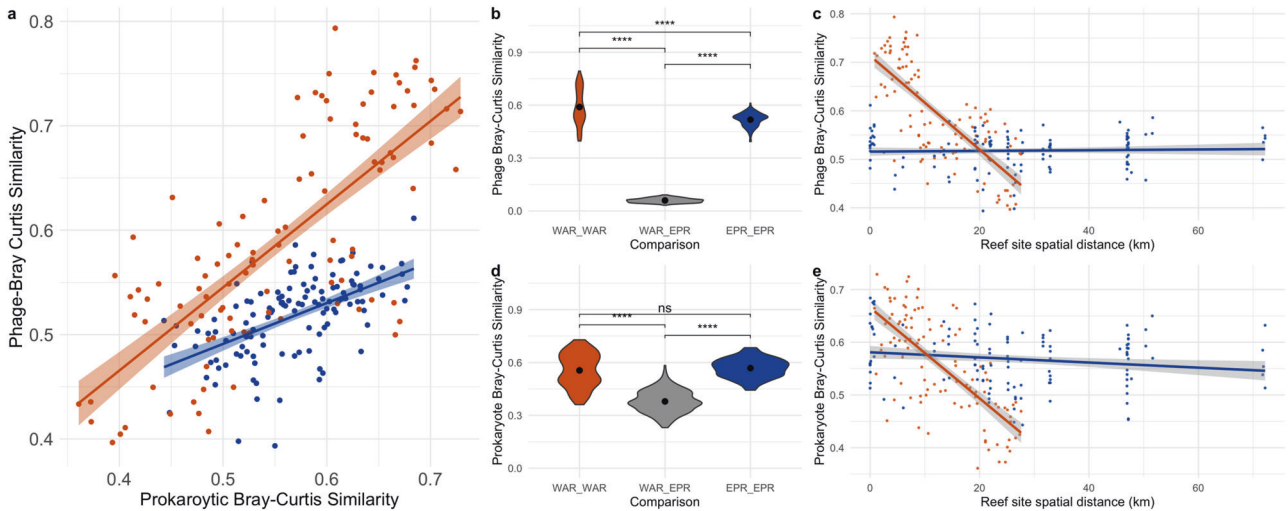 a
Phage-Bray Curtis Similarity
0.8
0.7
0.6
0.5
0.4
0.4 0.5 0.6 0.7
Prokaroytic Bray-Curtis Similarity
b
Phage Bray-Curtis Similarity
0.9
0.6
0.3
0.0
****
**** ****
WAR_WAR WAR_EPR EPR_EPR
Comparison
c
Phage Bray-Curtis Similarity
0.8
0.7
0.6
0.5
0.4
0 20 40 60
Reef site spatial distance (km)
d
Prokaryote Bray-Curtis Similarity
0.9
0.6
0.3
0.0
ns
**** ****
WAR_WAR WAR_EPR EPR_EPR
Comparison
e
Prokaryote Bray-Curtis Similarity
0.7
0.6
0.5
0.4
0 20 40 60
Reef site spatial distance (km)